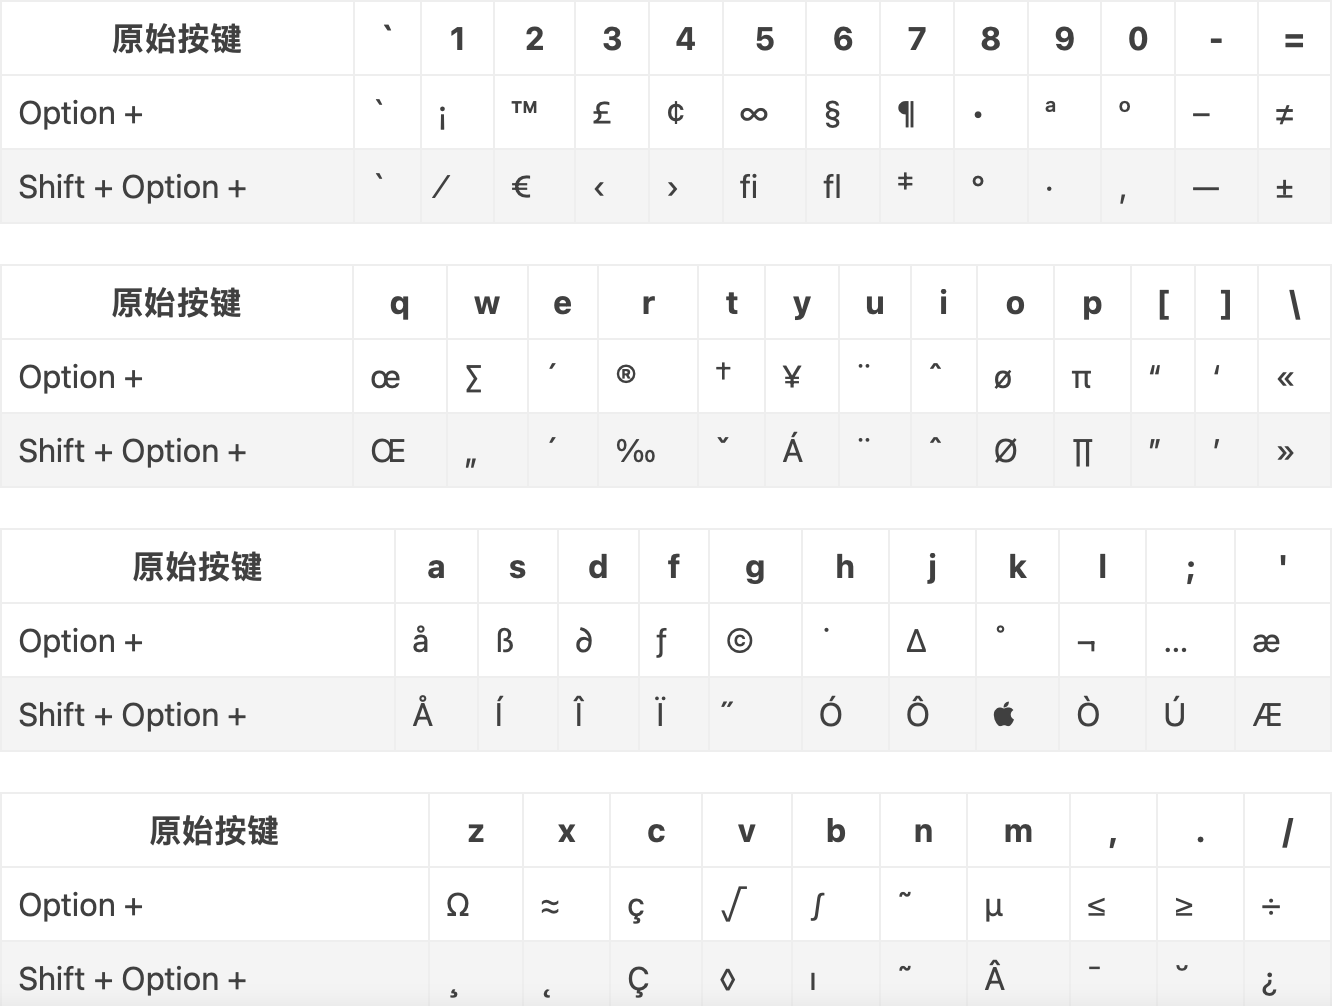 原始按键 ` 1 2 3 4 5 6 7 8 9 0 - =
Option + ` ¡ ™ £ ¢ ∞ § ¶ • ª º – ≠
Shift + Option + ` ⁄ € ‹ › ﬁ ﬂ ‡ ° · ‚ — ±
原始按键 q w e r t y u i o p [ ] \
Option + œ ∑ ´ ® † ¥ ¨ ˆ ø π “ ‘ «
Shift + Option + Œ „ ´ ‰ ˇ Á ¨ ˆ Ø ∏ ” ’ »
原始按键 a s d f g h j k l ; '
Option + å ß ∂ ƒ © ˙ ∆ ˚ ¬ … æ
Shift + Option + Å Í Î Ï ˝ Ó Ô  Ò Ú Æ
原始按键 z x c v b n m , . /
Option + Ω ≈ ç √ ∫ ˜ µ ≤ ≥ ÷
Shift + Option + ¸ ˛ Ç ◊ ı ˜ Â ¯ ˘ ¿